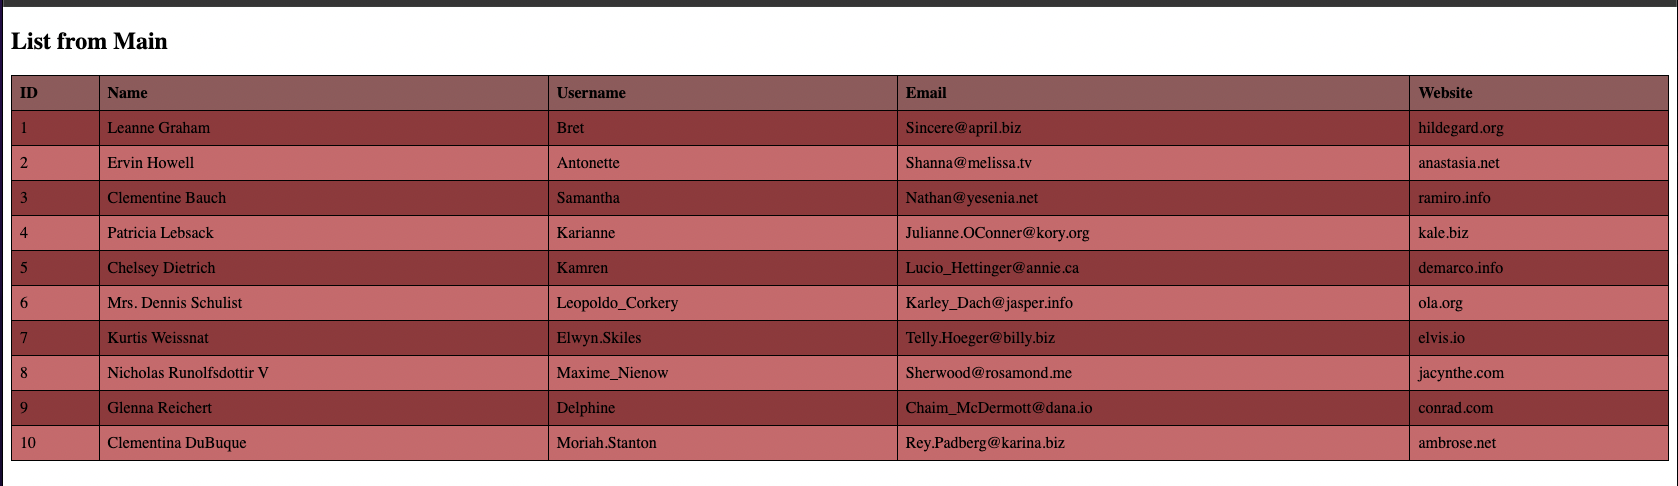 List from Main
ID Name Username Email Website
1 Leanne Graham Bret Sincere@april.biz hildegard.org
2 Ervin Howell Antonette Shanna@melissa.tv anastasia.net
3 Clementine Bauch Samantha Nathan@yesenia.net ramiro.info
4 Patricia Lebsack Karianne Julianne.OConner@kory.org kale.biz
5 Chelsey Dietrich Kamren Lucio_Hettinger@annie.ca demarco.info
6 Mrs. Dennis Schulist Leopoldo_Corkery Karley_Dach@jasper.info ola.org
7 Kurtis Weissnat Elwyn.Skiles Telly.Hoeger@billy.biz elvis.io
8 Nicholas Runolfsdottir V Maxime_Nienow Sherwood@rosamond.me jacynthe.com
9 Glenna Reichert Delphine Chaim_McDermott@dana.io conrad.com
10 Clementina DuBuque Moriah.Stanton Rey.Padberg@karina.biz ambrose.net